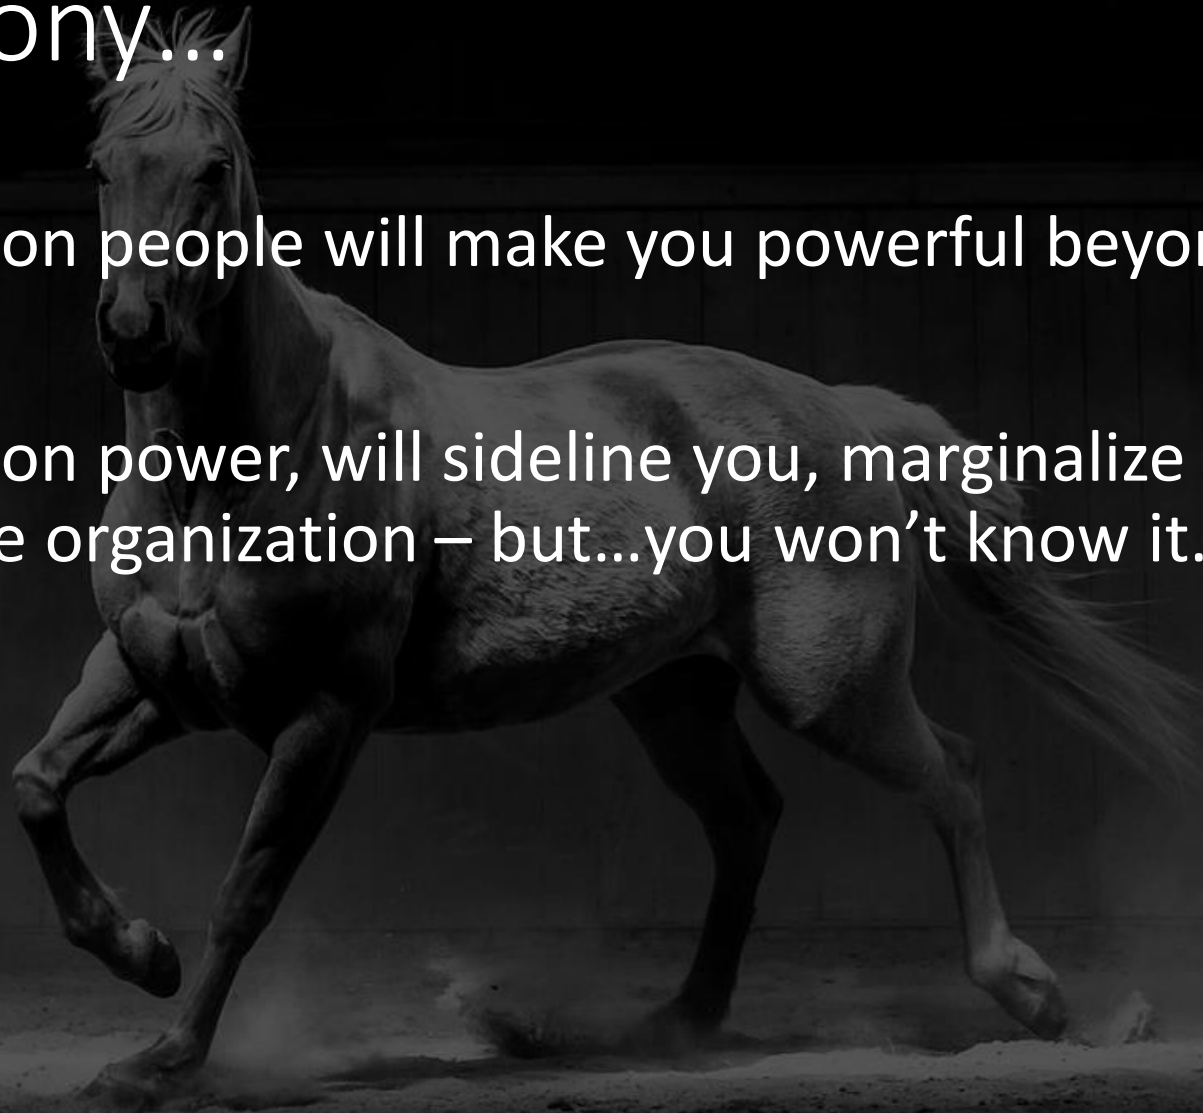 ony...
on people will make you powerful beyon
on power, will sideline you, marginalize
e organization – but...you won’t know it.